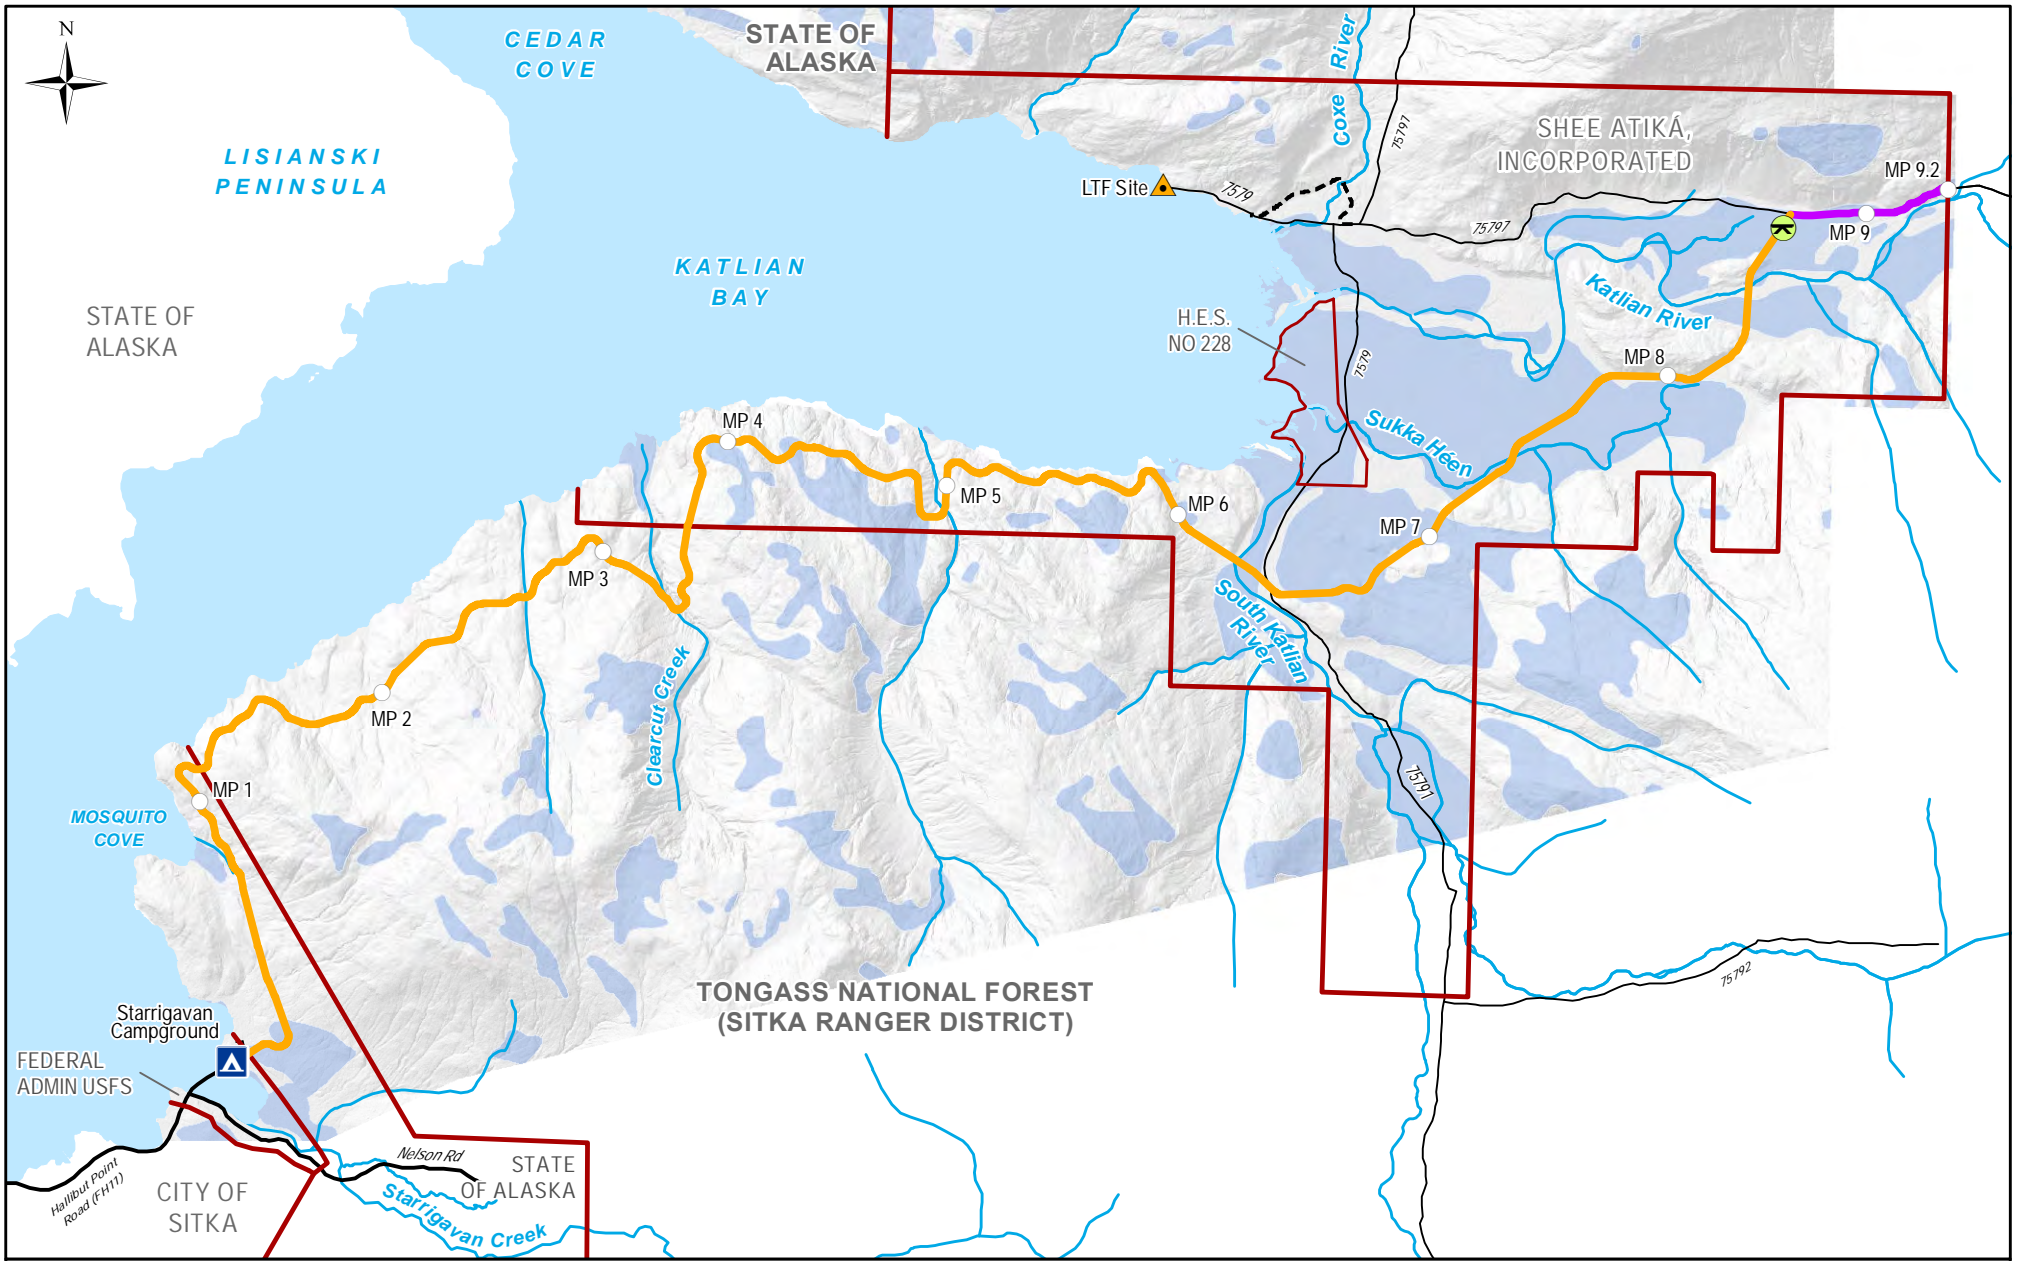 N
CEDAR
COVE
STATE OF
ALASKA
Coxe River
LISIANSKI
PENINSULA
75797
SHEE ATIKÁ,
INCORPORATED
MP 9.2
LTF Site
7579
75797
MP 9
KATLIAN
BAY
Katlian River
STATE OF
ALASKA
H.E.S.
NO 228
7579
MP 8
MP 4
Sukka Héen
MP 5
MP 6
MP 7
MP 3
South Katlian
River
Clearcut Creek
MP 2
MP 1
75791
MOSQUITO
COVE
75792
TONGASS NATIONAL FOREST
(SITKA RANGER DISTRICT)
Starrigavan
Campground
FEDERAL
ADMIN USFS
Nelson Rd
STATE
OF ALASKA
Halibut Point
Road (FH11)
CITY OF
SITKA
Starrigavan Creek